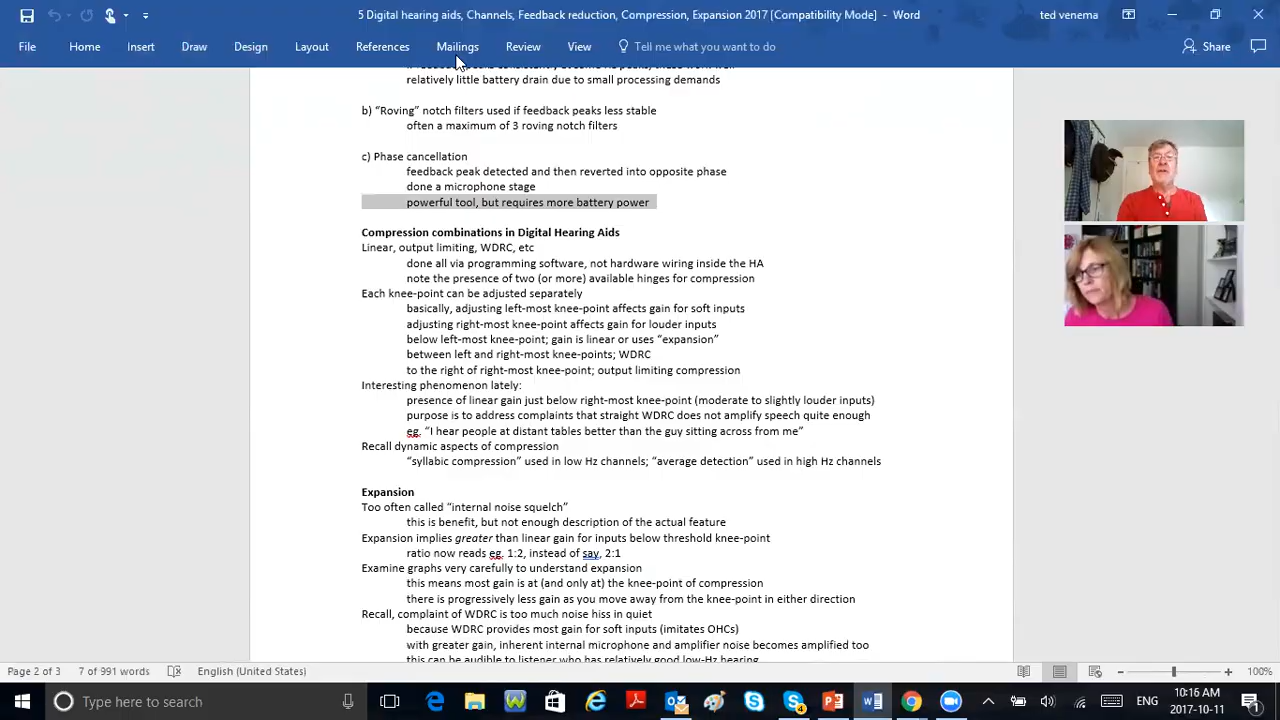 5 Digital hearing aids, Channels, Feedback reduction, Compression, Expansion 2017 [Compatibility Mode] - Word
ted venema
File Home Insert Draw Design Layout References Mailings Review View Tell me what you want to do Share
relatively little battery drain due to small processing demands
b) “Roving” notch filters used if feedback peaks less stable
often a maximum of 3 roving notch filters
c) Phase cancellation
feedback peak detected and then reverted into opposite phase
done a microphone stage
powerful tool, but requires more battery power
Compression combinations in Digital Hearing Aids
Linear, output limiting, WDRC, etc
done all via programming software, not hardware wiring inside the HA
note the presence of two (or more) available hinges for compression
Each knee-point can be adjusted separately
basically, adjusting left-most knee-point affects gain for soft inputs
adjusting right-most knee-point affects gain for louder inputs
below left-most knee-point; gain is linear or uses “expansion”
between left and right-most knee-points; WDRC
to the right of right-most knee-point; output limiting compression
Interesting phenomenon lately:
presence of linear gain just below right-most knee-point (moderate to slightly louder inputs)
purpose is to address complaints that straight WDRC does not amplify speech quite enough
eg. “I hear people at distant tables better than the guy sitting across from me”
Recall dynamic aspects of compression
“syllabic compression” used in low Hz channels; “average detection” used in high Hz channels
Expansion
Too often called “internal noise squelch”
this is benefit, but not enough description of the actual feature
Expansion implies greater than linear gain for inputs below threshold knee-point
ratio now reads eg. 1:2, instead of say, 2:1
Examine graphs very carefully to understand expansion
this means most gain is at (and only at) the knee-point of compression
there is progressively less gain as you move away from the knee-point in either direction
Recall, complaint of WDRC is too much noise hiss in quiet
because WDRC provides most gain for soft inputs (imitates OHCs)
with greater gain, inherent internal microphone and amplifier noise becomes amplified too
this can be audible to listener who has relatively good low-Hz hearing
Page 2 of 3 7 of 991 words English (United States) 100%
Type here to search
ENG
10:16 AM
2017-10-11